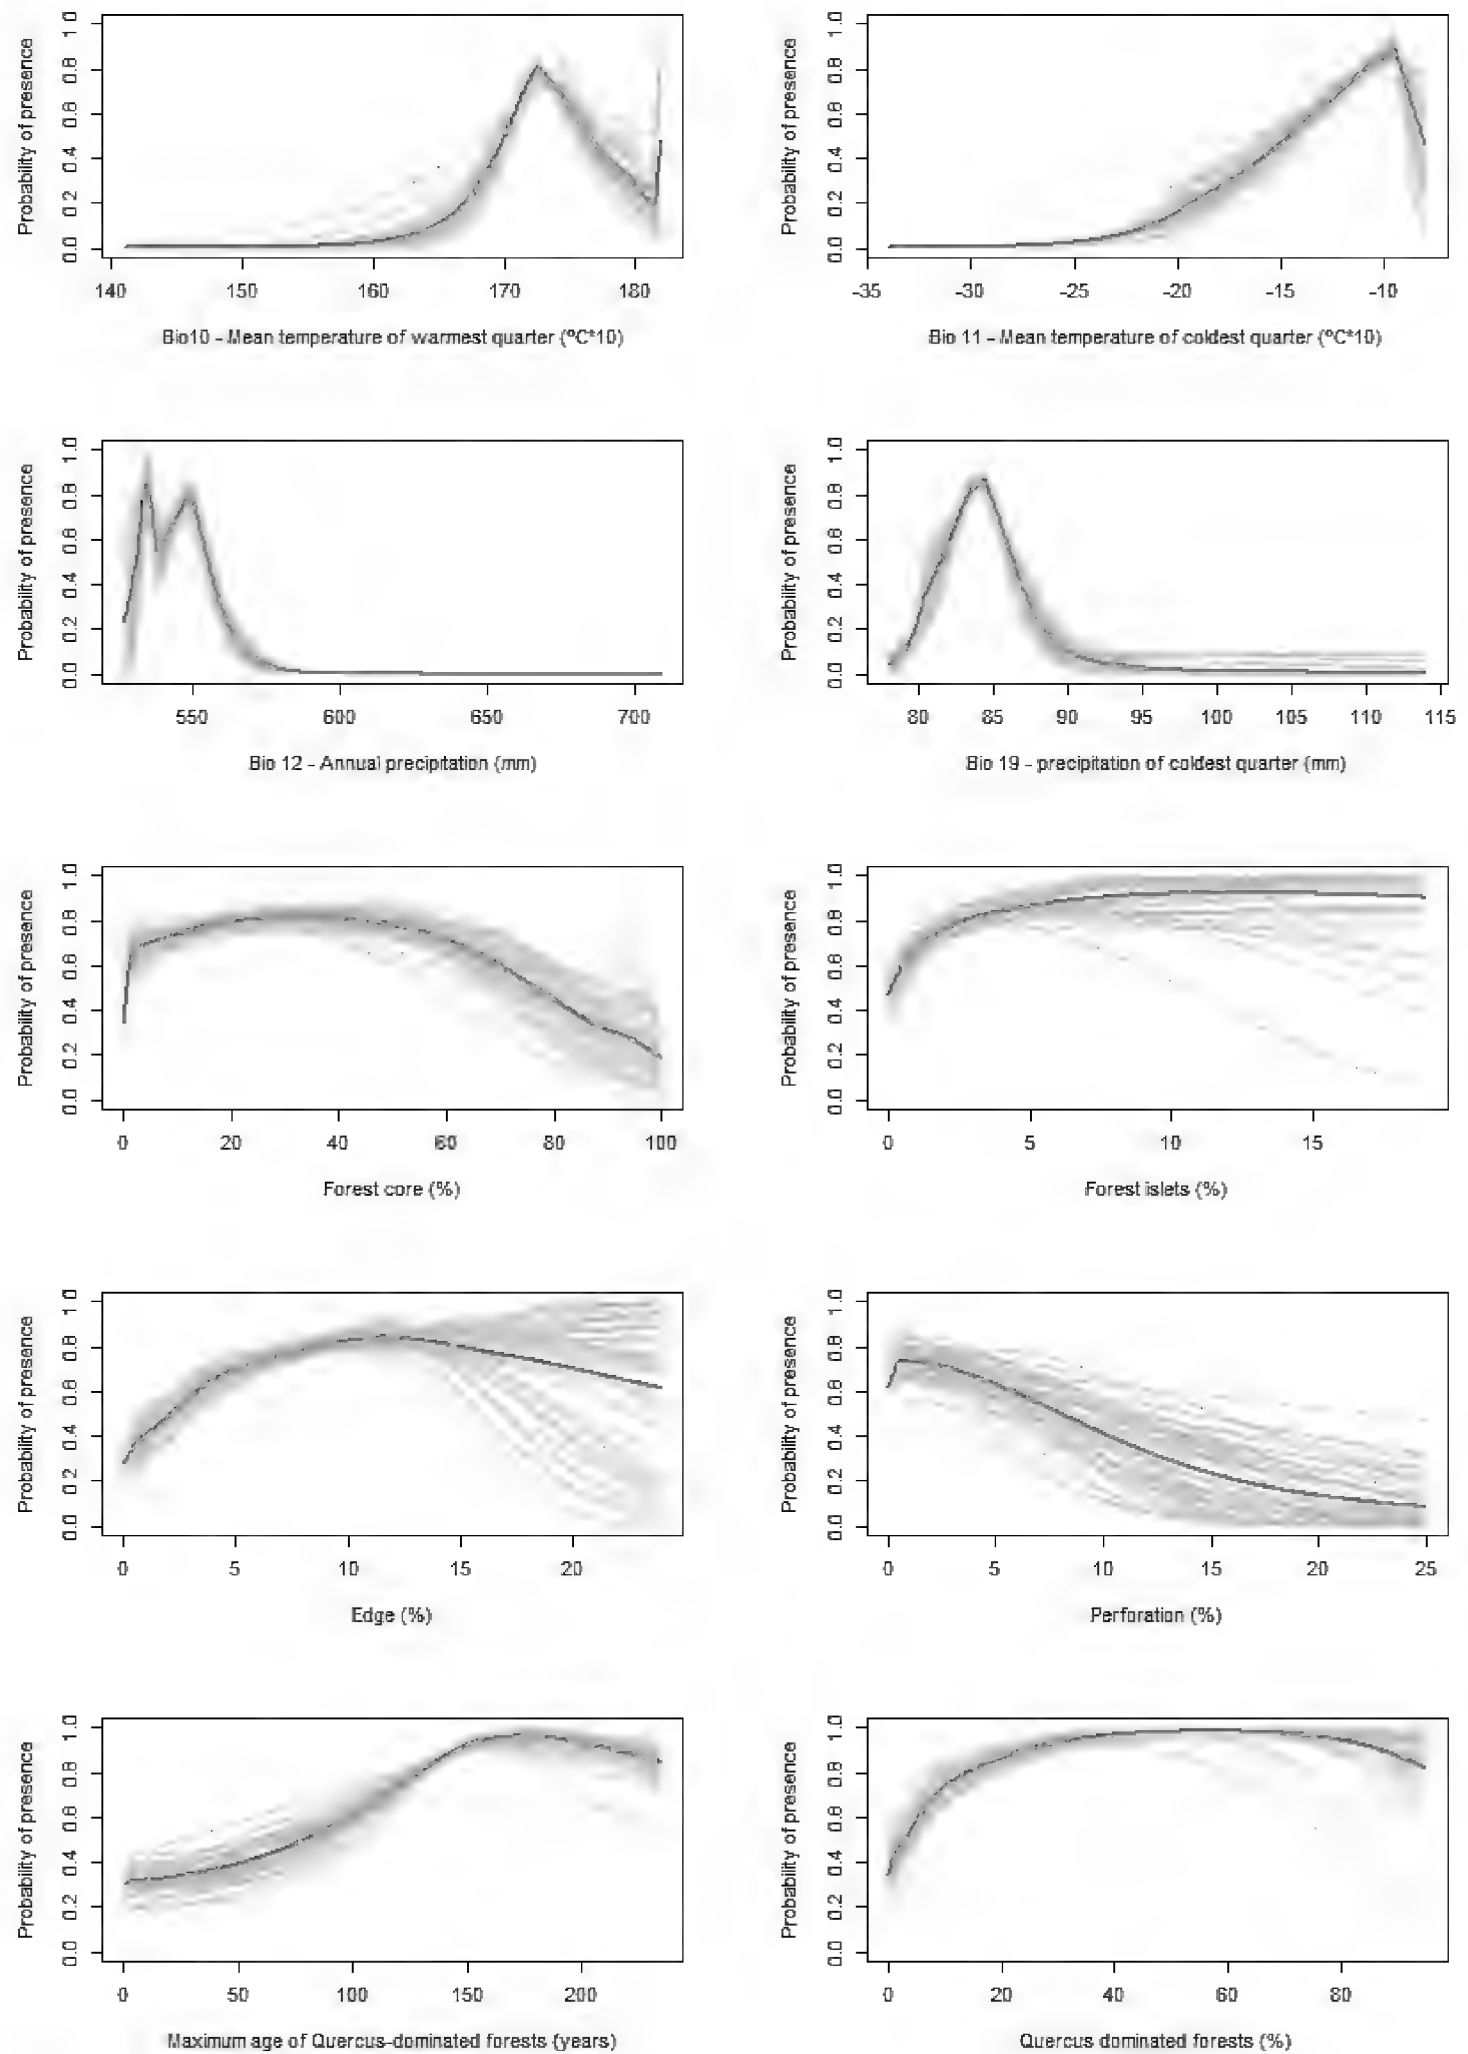 Probability of presence
0.0 0.2 0.4 0.6 0.8 1.0
140 150 160 170 180
Bio10 - Mean temperature of warmest quarter (ºC*10)
Probability of presence
0.0 0.2 0.4 0.6 0.8 1.0
-35 -30 -25 -20 -15 -10
Bio 11 - Mean temperature of coldest quarter (ºC*10)
Probability of presence
0.0 0.2 0.4 0.6 0.8 1.0
550 600 650 700
Bio 12 - Annual precipitation (mm)
Probability of presence
0.0 0.2 0.4 0.6 0.8 1.0
80 85 90 95 100 105 110 115
Bio 19 - precipitation of coldest quarter (mm)
Probability of presence
0.0 0.2 0.4 0.6 0.8 1.0
0 20 40 60 80 100
Forest core (%)
Probability of presence
0.0 0.2 0.4 0.6 0.8 1.0
0 5 10 15
Forest islets (%)
Probability of presence
0.0 0.2 0.4 0.6 0.8 1.0
0 5 10 15 20
Edge (%)
Probability of presence
0.0 0.2 0.4 0.6 0.8 1.0
0 5 10 15 20 25
Perforation (%)
Probability of presence
0.0 0.2 0.4 0.6 0.8 1.0
0 50 100 150 200
Maximum age of Quercus-dominated forests (years)
Probability of presence
0.0 0.2 0.4 0.6 0.8 1.0
0 20 40 60 80
Quercus dominated forests (%)